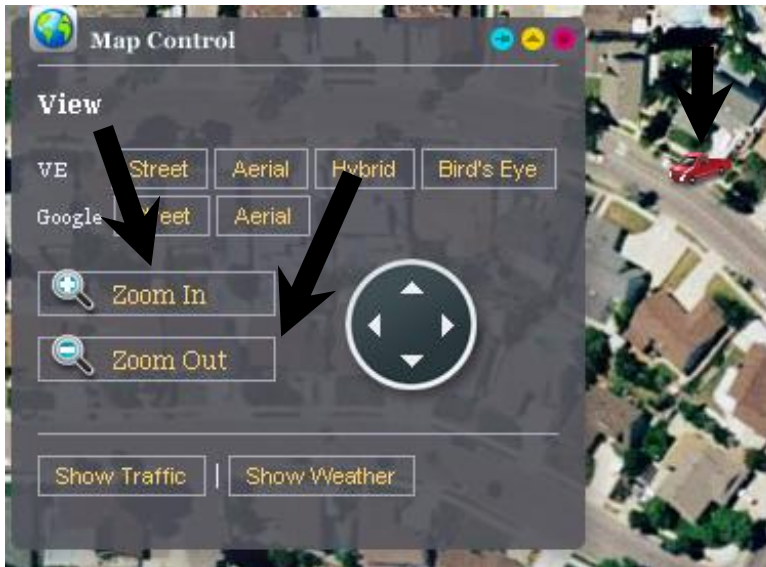 Map Control
View
VE Street Aerial Hybrid Bird's Eye
Google Street Aerial
Zoom In
Zoom Out
Show Traffic | Show Weather